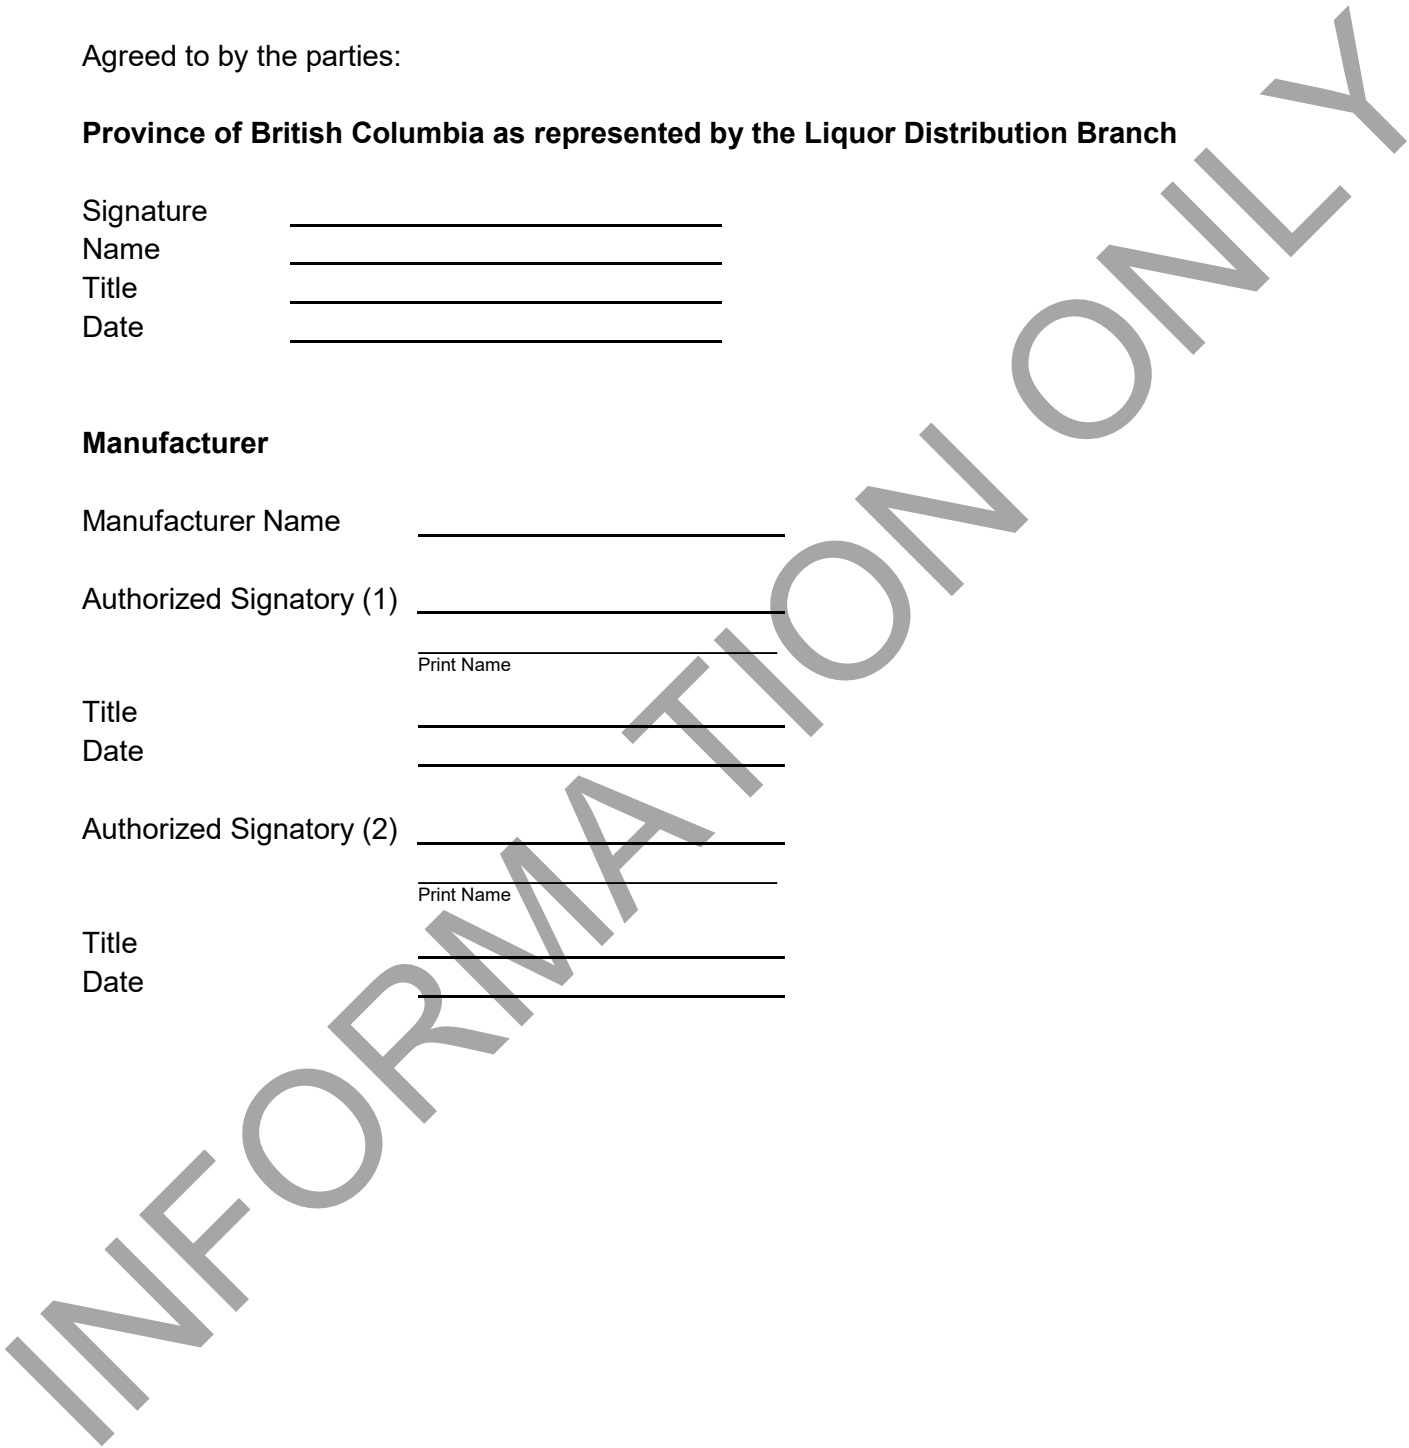 Agreed to by the parties:
Province of British Columbia as represented by the Liquor Distribution Branch
Signature
Name
Title
Date
Manufacturer
Manufacturer Name
Authorized Signatory (1)
Print Name
Title
Date
Authorized Signatory (2)
Print Name
Title
Date
INFORMATION ONLY